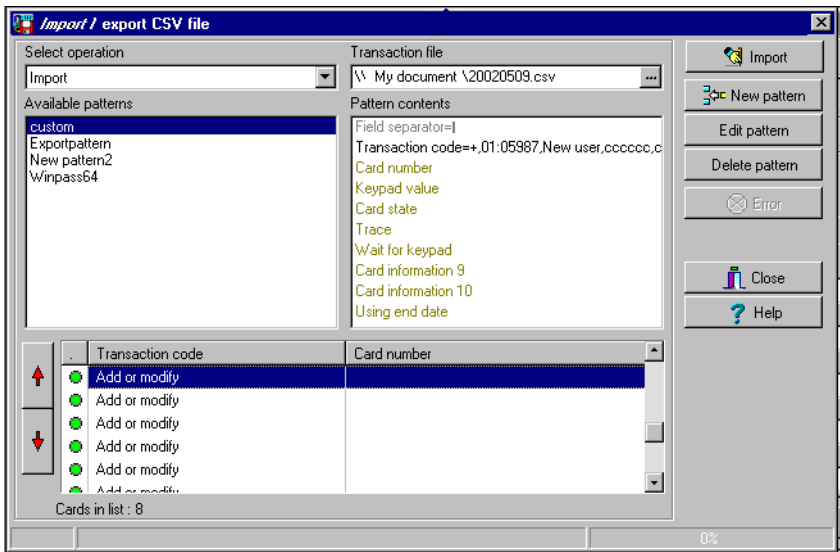 Import / export CSV file
Select operation
Import
Transaction file
\\ My document \20020509.csv
...
Available patterns
custom
Exportpattern
New pattern2
Winpass64
Pattern contents
Field separator=|
Transaction code=+,01:05987,New user,cccccc,c
Card number
Keypad value
Card state
Trace
Wait for keypad
Card information 9
Card information 10
Using end date
Import
New pattern
Edit pattern
Delete pattern
Error
Close
Help
. Transaction code Card number
Add or modify
Add or modify
Add or modify
Add or modify
Add or modify
Add or modify
Cards in list : 8
0%